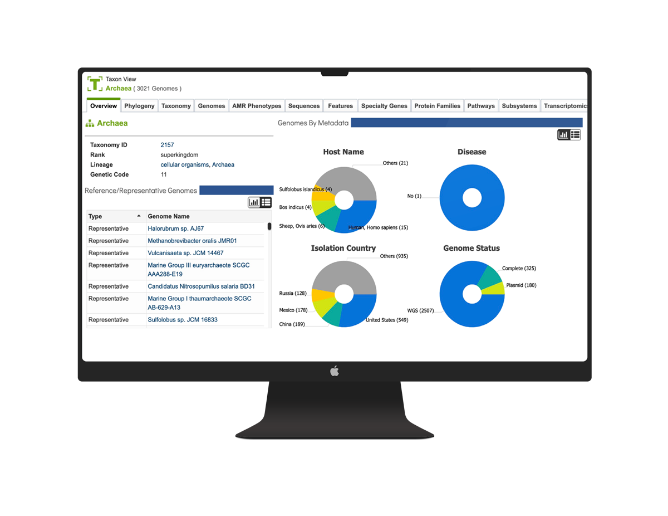 Taxon View
Archaea ( 3021 Genomes )
Overview Phylogeny Taxonomy Genomes AMR Phenotypes Sequences Features Specialty Genes Protein Families Pathways Subsystems Transcriptomic
Archaea
Taxonomy ID 2157
Rank superkingdom
Lineage cellular organisms, Archaea
Genetic Code 11
Reference/Representative Genomes
Type Genome Name
Representative Halorubrum sp. AJ67
Representative Methanobrevibacter oralis JMR01
Representative Vulcanisaeta sp. JCM 14467
Representative Marine Group III euryarchaeote SCGC
AAA288-E19
Representative Candidatus Nitrosopumilus salaria BD31
Representative Marine Group I thaumarchaeote SCGC
AB-629-A13
Representative Sulfolobus sp. JCM 16833
Genomes By Metadata
Host Name
Others (21)
Sulfolobus islandicus (4)
Bos indicus (4)
Sheep, Ovis aries (6)
Human, Homo sapiens (15)
Disease
No (1)
Isolation Country
Others (935)
Russia (128)
Mexico (178)
China (199)
United States (549)
Genome Status
Complete (325)
Plasmid (180)
WGS (2507)